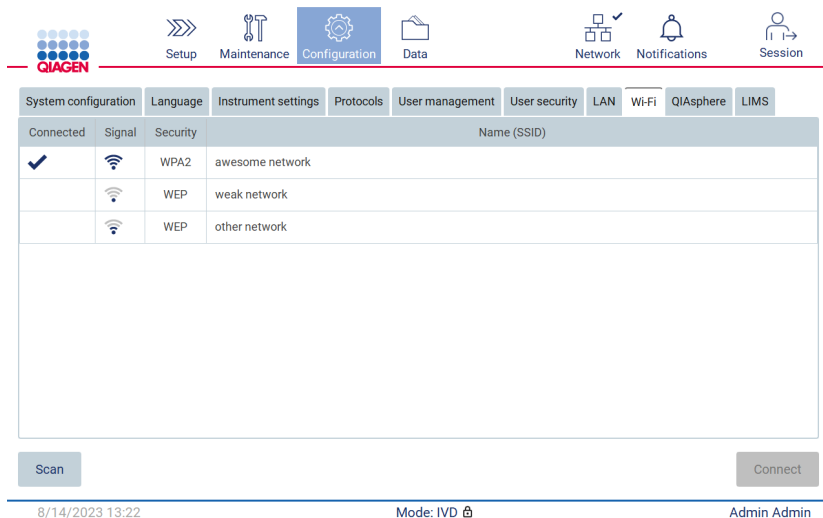 QIAGEN
Setup Maintenance Configuration Data Network Notifications Session
System configuration Language Instrument settings Protocols User management User security LAN Wi-Fi QIAsphere LIMS
Connected Signal Security Name (SSID)
WPA2 awesome network
WEP weak network
WEP other network
Scan Connect
8/14/2023 13:22 Mode: IVD Admin Admin